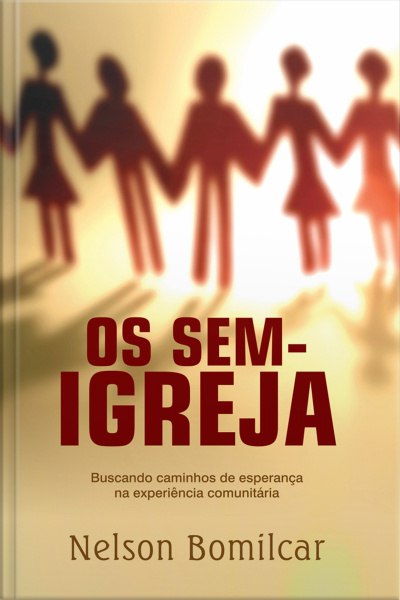 OS SEM-
IGREJA
Buscando caminhos de esperança
na experiência comunitária
Nelson Bomilcar